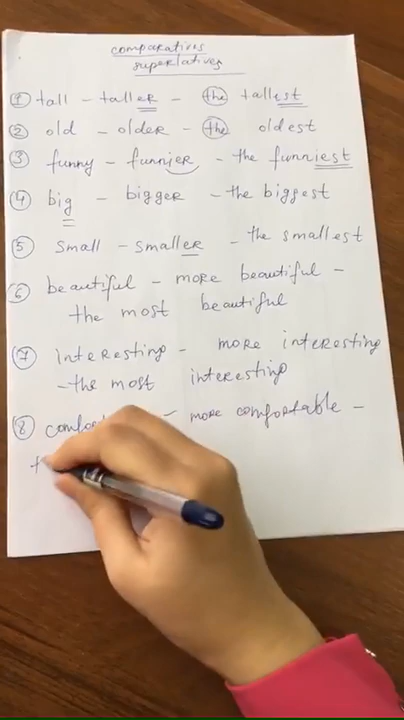 comparatives
superlatives
① tall - taller - the tallest
② old - older - the oldest
③ funny - funnier - the funniest
④ big - bigger - the biggest
⑤ small - smaller - the smallest
⑥ beautiful - more beautiful -
the most beautiful
⑦ interesting - more interesting
- the most interesting
⑧ - more comfortable -